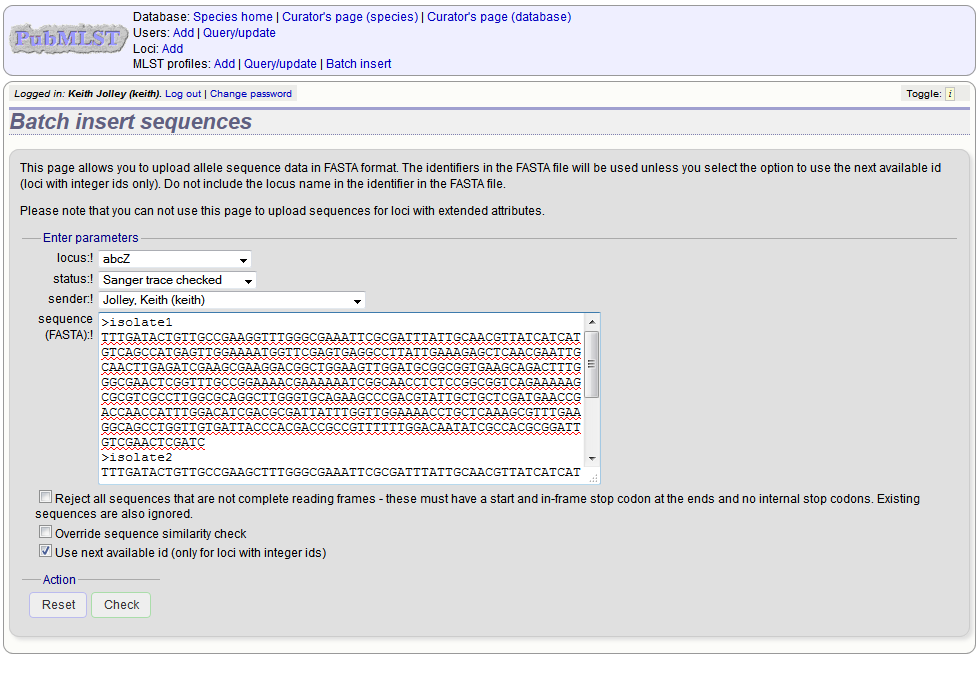 PubMLST
Database: Species home | Curator's page (species) | Curator's page (database)
Users: Add | Query/update
Loci: Add
MLST profiles: Add | Query/update | Batch insert
Logged in: Keith Jolley (keith). Log out | Change password
Toggle: i
Batch insert sequences
This page allows you to upload allele sequence data in FASTA format. The identifiers in the FASTA file will be used unless you select the option to use the next available id
(loci with integer ids only). Do not include the locus name in the identifier in the FASTA file.
Please note that you can not use this page to upload sequences for loci with extended attributes.
Enter parameters
locus:! abcZ
status:! Sanger trace checked
sender:! Jolley, Keith (keith)
sequence
(FASTA):!
>isolate1
TTTGATACTGTTGCCGAAGGTTTGGGCGAAATTCGCGATTTATTGCAACGTTATCATCAT
GTCAGCCATGAGTTGGAAAATGGTTCGAGTGAGGCCTTATTGAAAGAGCTCAACGAATTG
CAACTTGAGATCGAAGCGAAGGACGGCTGGAAGTTGGATGCGGCGGTGAAGCAGACTTTG
GGCGAACTCGGTTTGCCGGAAAACGAAAAAATCGGCAACCTCTCCGGCGGTCAGAAAAAG
CGCGTCGCCTTGGCGCAGGCTTGGGTGCAGAAGCCCGACGTATTGCTGCTCGATGAACCG
ACCAACCATTTGGACATCGACGCGATTATTTGGTTGGAAAACCTGCTCAAAGCGTTTGAA
GGCAGCCTGGTTGTGATTACCCACGACCGCCGTTTTTTGGACAATATCGCCACGCGGATT
GTCGAACTCGATC
>isolate2
TTTGATACTGTTGCCGAAGCTTTGGGCGAAATTCGCGATTTATTGCAACGTTATCATCAT
Reject all sequences that are not complete reading frames - these must have a start and in-frame stop codon at the ends and no internal stop codons. Existing
sequences are also ignored.
Override sequence similarity check
Use next available id (only for loci with integer ids)
Action
Reset Check